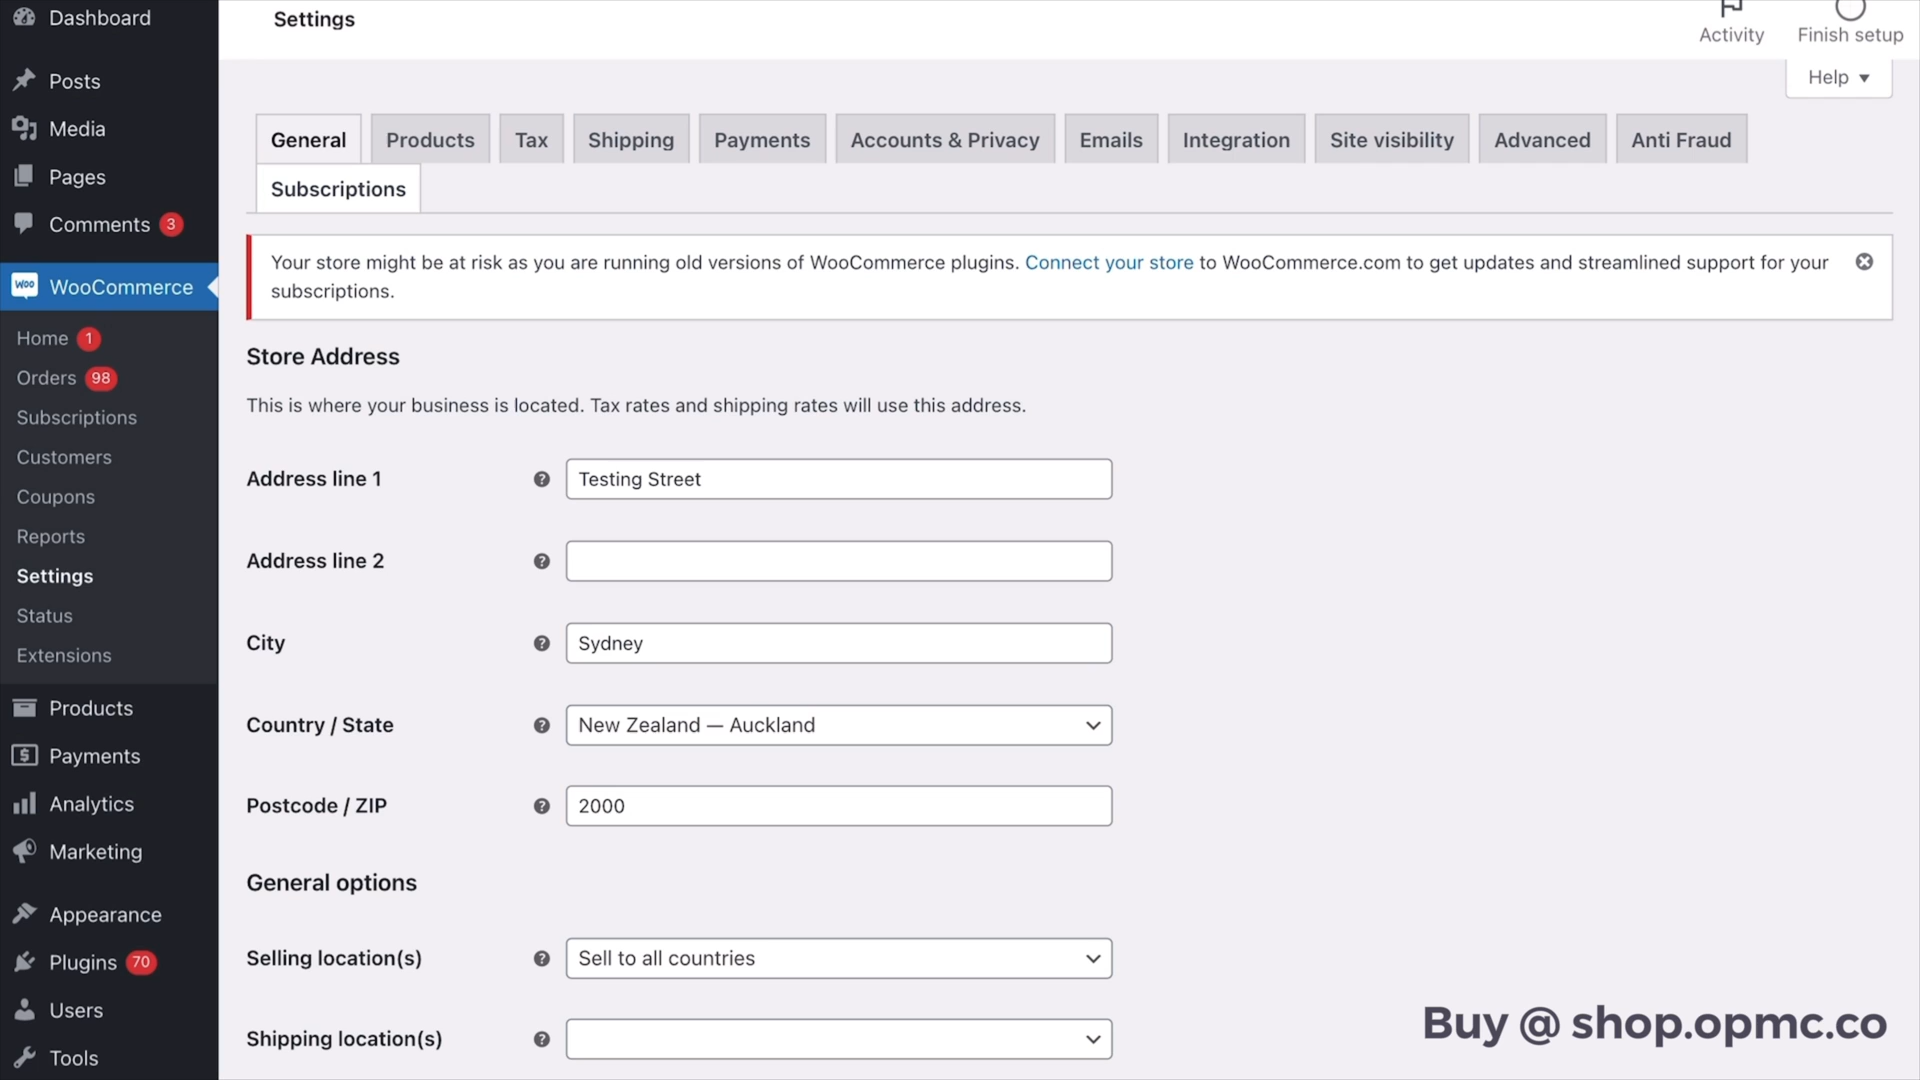 Dashboard
Posts
Media
Pages
Comments 3
Woo WooCommerce
Home 1
Orders 98
Subscriptions
Customers
Coupons
Reports
Settings
Status
Extensions
Products
Payments
Analytics
Marketing
Appearance
Plugins 70
Users
Tools
Settings
Activity
Finish setup
Help
General Products Tax Shipping Payments Accounts & Privacy Emails Integration Site visibility Advanced Anti Fraud
Subscriptions
Your store might be at risk as you are running old versions of WooCommerce plugins. Connect your store to WooCommerce.com to get updates and streamlined support for your
subscriptions.
Store Address
This is where your business is located. Tax rates and shipping rates will use this address.
Address line 1 ? Testing Street
Address line 2 ?
City ? Sydney
Country / State ? New Zealand — Auckland
Postcode / ZIP ? 2000
General options
Selling location(s) ? Sell to all countries
Shipping location(s) ?
Buy @ shop.opmc.co